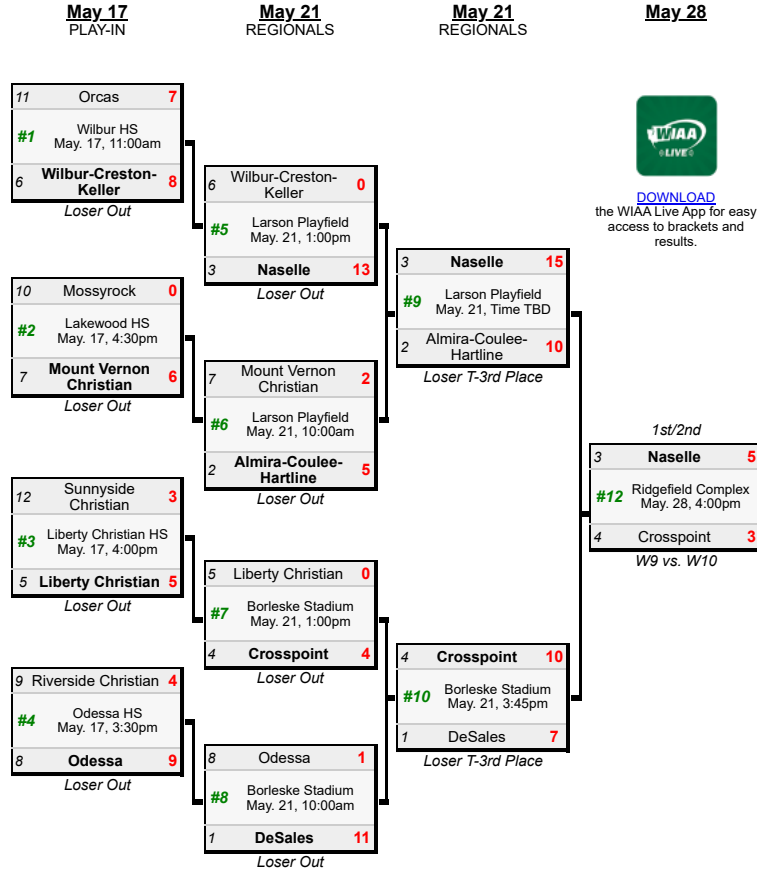 May 17
PLAY-IN
May 21
REGIONALS
May 21
REGIONALS
May 28
11 Orcas 7
#1 Wilbur HS
May. 17, 11:00am
6 Wilbur-Creston-
Keller 8
Loser Out
10 Mossyrock 0
#2 Lakewood HS
May. 17, 4:30pm
7 Mount Vernon
Christian 6
Loser Out
12 Sunnyside
Christian 3
#3 Liberty Christian HS
May. 17, 4:00pm
5 Liberty Christian 5
Loser Out
9 Riverside Christian 4
#4 Odessa HS
May. 17, 3:30pm
8 Odessa 9
Loser Out
6 Wilbur-Creston-
Keller 0
#5 Larson Playfield
May. 21, 1:00pm
3 Naselle 13
Loser Out
7 Mount Vernon
Christian 2
#6 Larson Playfield
May. 21, 10:00am
2 Almira-Coulee-
Hartline 5
Loser Out
5 Liberty Christian 0
#7 Borleske Stadium
May. 21, 1:00pm
4 Crosspoint 4
Loser Out
8 Odessa 1
#8 Borleske Stadium
May. 21, 10:00am
1 DeSales 11
Loser Out
3 Naselle 15
#9 Larson Playfield
May. 21, Time TBD
2 Almira-Coulee-
Hartline 10
Loser T-3rd Place
4 Crosspoint 10
#10 Borleske Stadium
May. 21, 3:45pm
1 DeSales 7
Loser T-3rd Place
WIAA
LIVE
DOWNLOAD
the WIAA Live App for easy
access to brackets and
results.
1st/2nd
3 Naselle 5
#12 Ridgefield Complex
May. 28, 4:00pm
4 Crosspoint 3
W9 vs. W10